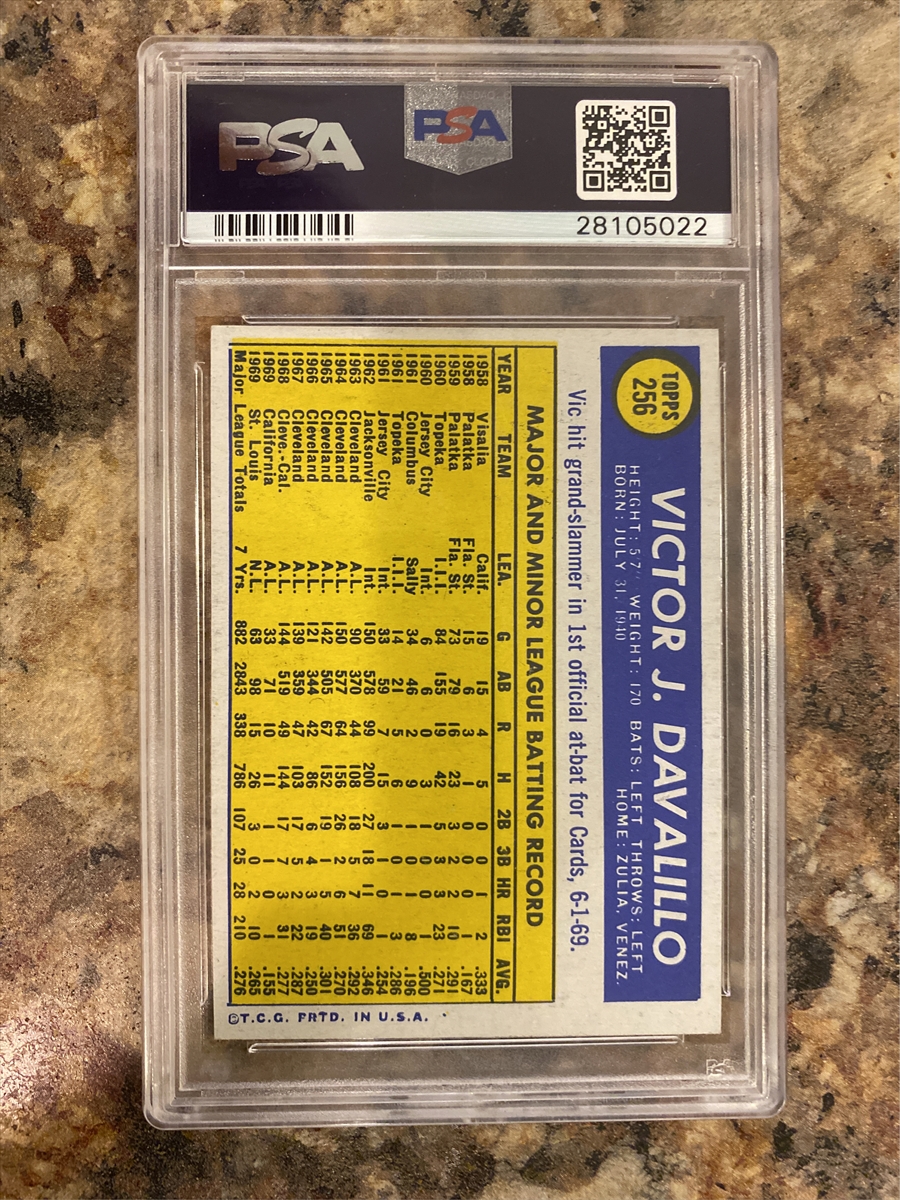 PSA
PSA
28105022
TOPPS®
256
VICTOR J. DAVALILLO
HEIGHT: 5'7" WEIGHT: 170 BATS: LEFT THROWS: LEFT
BORN: JULY 31, 1940 HOME: ZULIA, VENEZ.
Vic hit grand-slammer in 1st official at-bat for Cards, 6-1-69.
MAJOR AND MINOR LEAGUE BATTING RECORD
YEAR TEAM LEA. G AB R H 2B 3B HR RBI AVG.
1958 Visalia Calif. 19 15 4 5 0 0 1 2 .333
1958 Palatka Fla. St. 15 6 3 1 0 0 0 1 .167
1959 Palatka Fla. St. 73 79 16 23 3 2 2 10 .291
1960 Topeka I.I.I. 84 155 19 42 5 3 3 23 .271
1960 Jersey City Int. 6 6 0 3 1 0 0 1 .500
1961 Columbus Sally 34 46 2 9 1 0 1 8 .196
1961 Topeka I.I.I. 14 21 5 6 1 1 0 3 .286
1961 Jersey City Int. 33 59 7 15 3 0 1 1 .254
1962 Jacksonville Int. 150 578 99 200 27 18 11 69 .346
1963 Cleveland A.L. 90 370 44 108 18 5 7 36 .292
1964 Cleveland A.L. 150 577 64 156 26 2 6 51 .270
1965 Cleveland A.L. 142 505 67 152 19 1 5 40 .301
1966 Cleveland A.L. 121 344 42 86 6 4 3 19 .250
1967 Cleveland A.L. 139 359 47 103 17 5 2 22 .287
1968 Cleve.-Cal. A.L. 144 519 49 144 17 7 3 31 .277
1969 California A.L. 33 71 10 11 1 1 0 1 .155
1969 St. Louis N.L. 63 98 15 26 3 0 2 10 .265
Major League Totals 7 Yrs. 882 2843 338 786 107 25 28 210 .276
©T.C.G. PRTD. IN U.S.A.